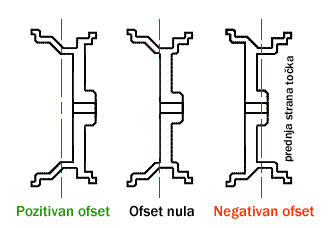 prednja strana točka
Pozitivan ofset
Ofset nula
Negativan ofset